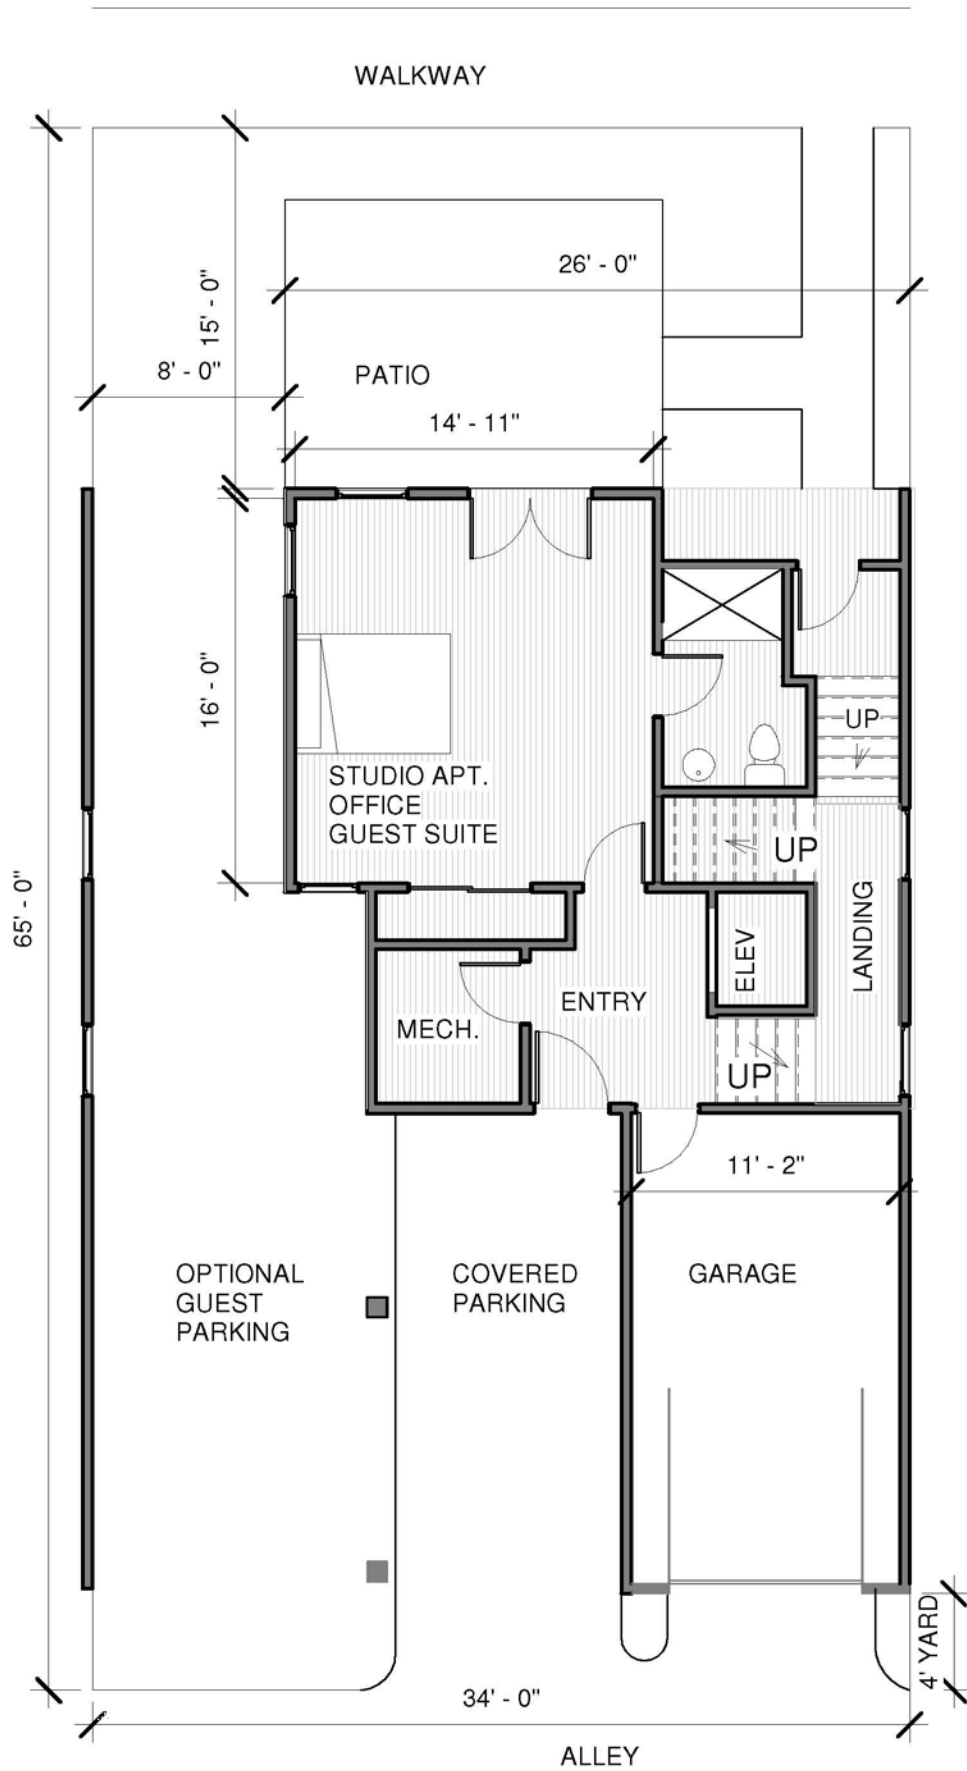 WALKWAY
26' - 0"
15' - 0"
8' - 0"
PATIO
14' - 11"
16' - 0"
UP
STUDIO APT.
OFFICE
GUEST SUITE
UP
65' - 0"
LANDING
ELEV
ENTRY
MECH.
UP
11' - 2"
OPTIONAL
GUEST
PARKING
COVERED
PARKING
GARAGE
4' YARD
34' - 0"
ALLEY